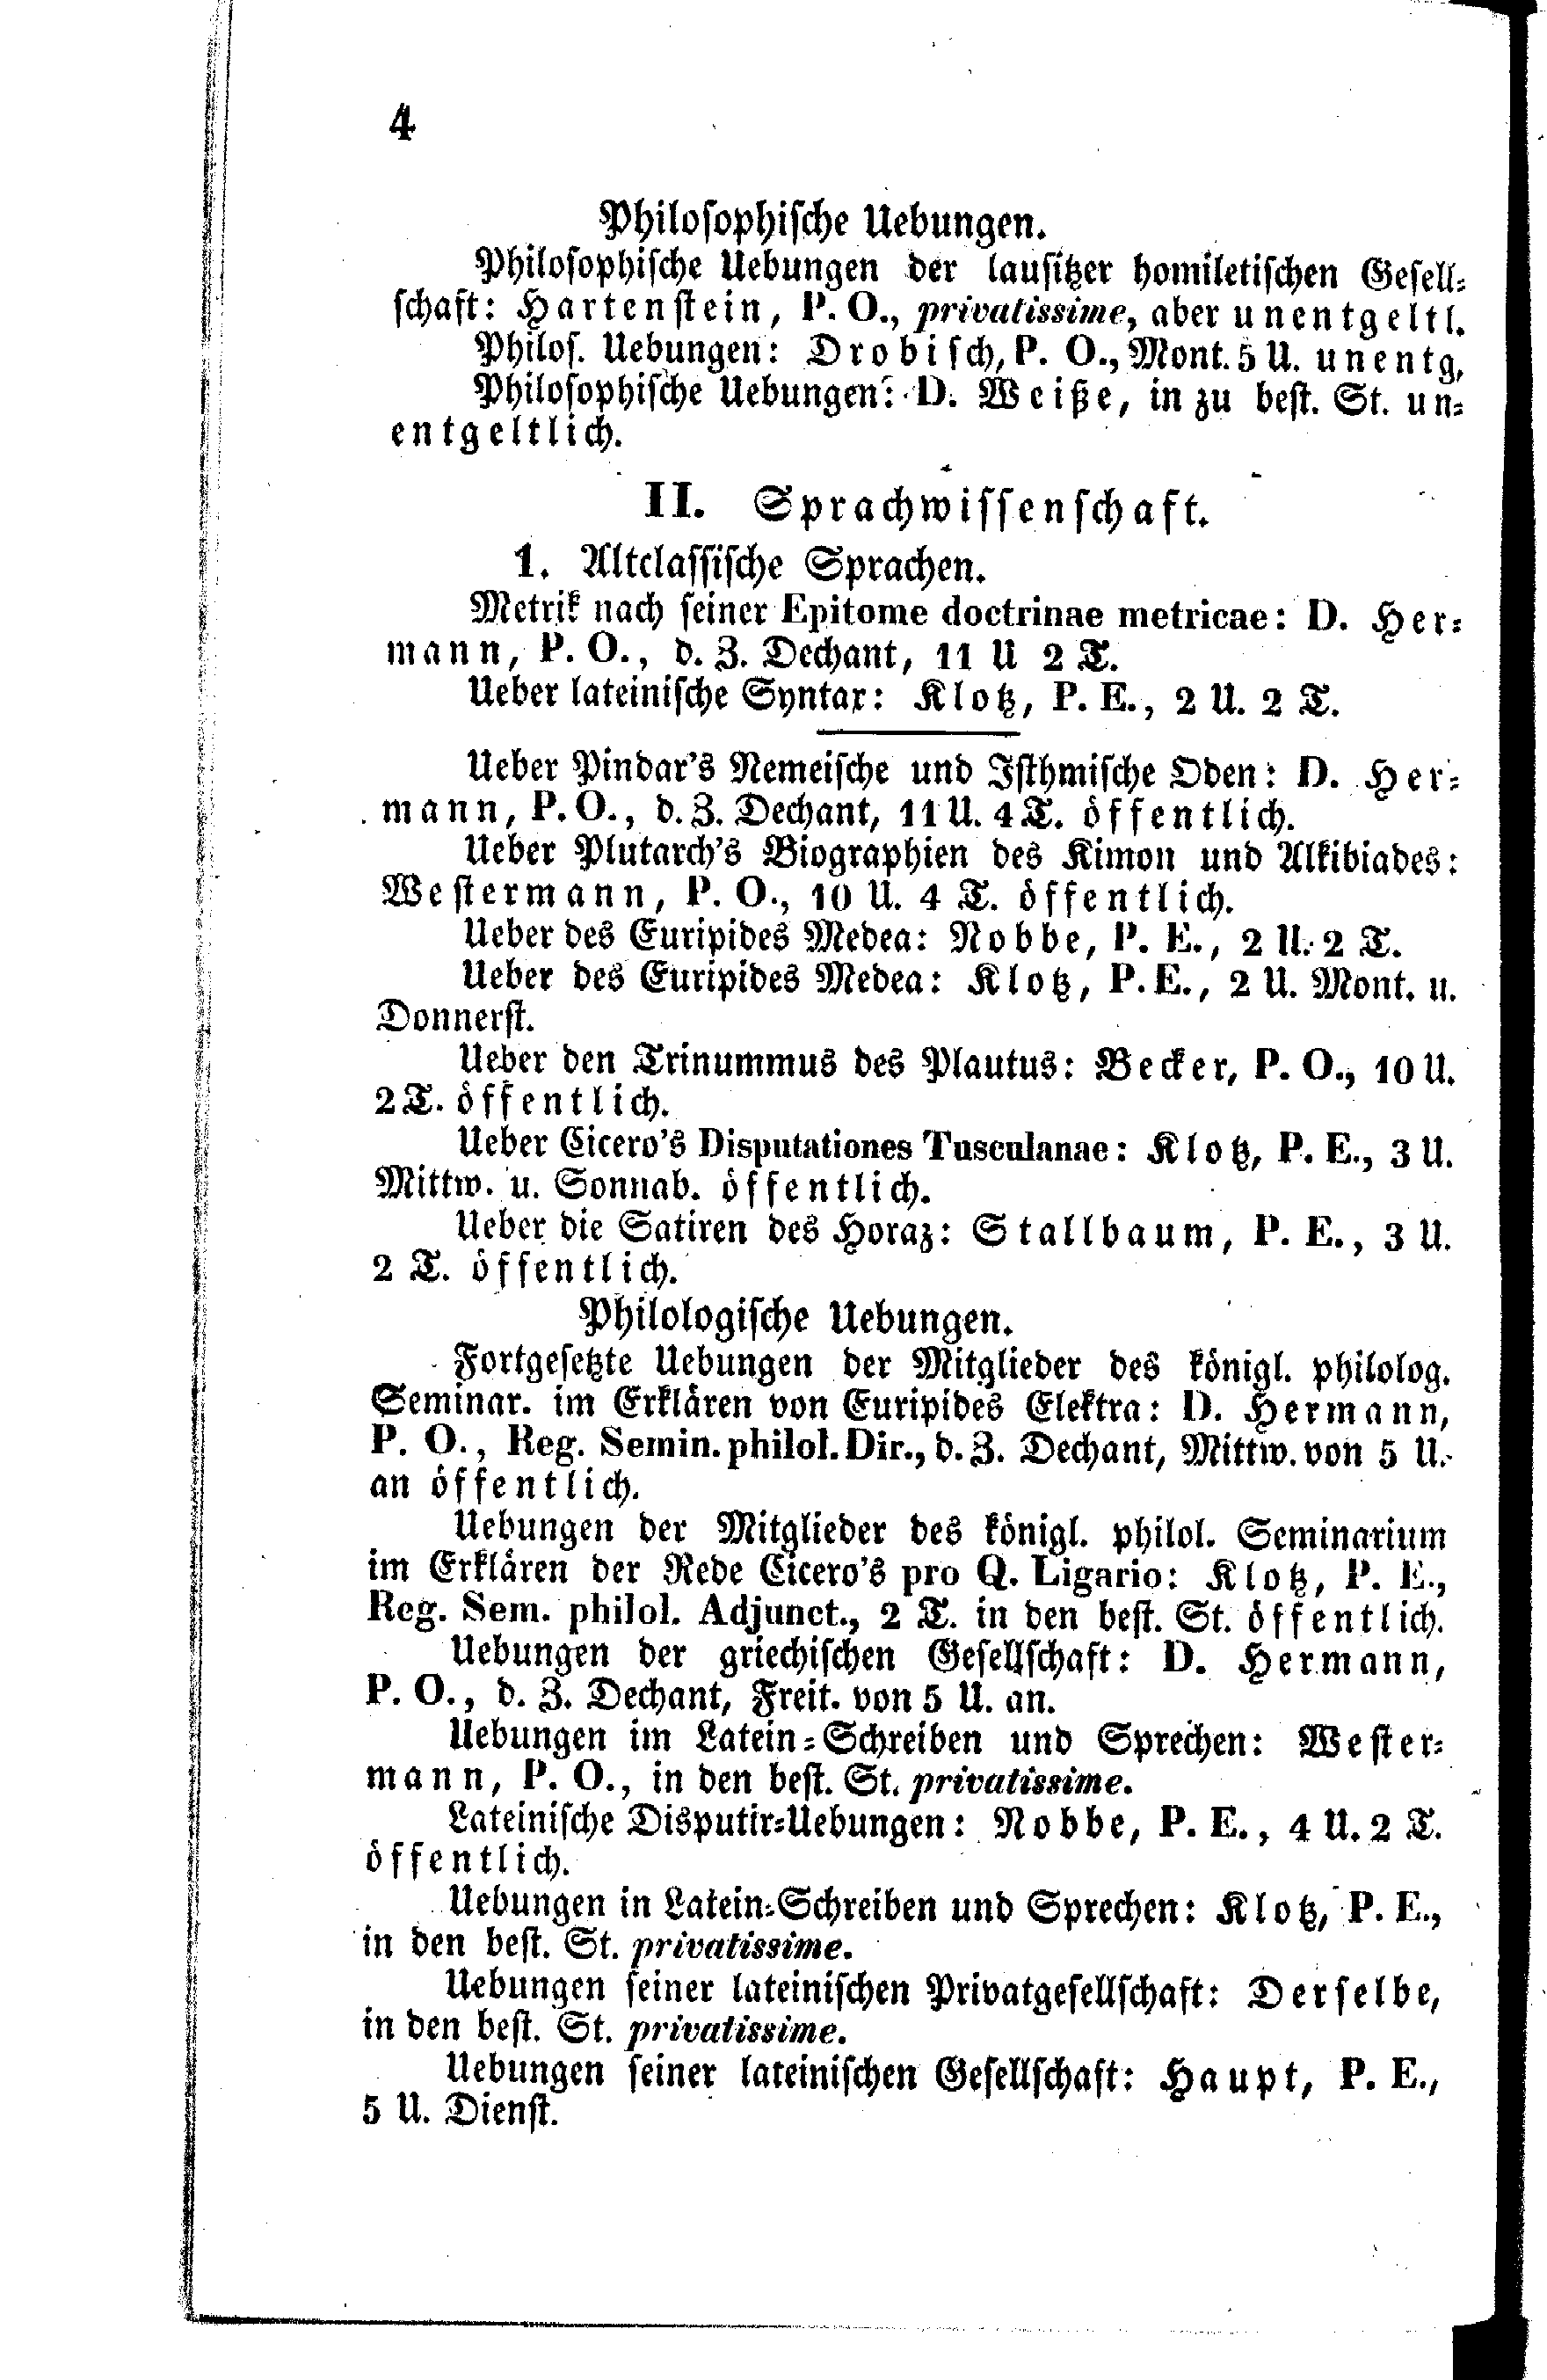 4
Philosophische Uebungen.
Philosophische Uebungen der lausitzer homiletischen Gesell-
schaft: Hartenstein, P. O., privatissime, aber unentgeltl.
Philos. Uebungen: Drobisch, P. O., Mont. 5 U. unentg,
Philosophische Uebungen: D. Weiße, in zu best. St. un-
entgeltlich.
II. Sprachwissenschaft.
1. Altclassische Sprachen.
Metrik nach seiner Epitome doctrinae metricae: D. Her-
mann, P. O., d. Z. Dechant, 11 U 2 T.
Ueber lateinische Syntax: Klotz, P. E., 2 U. 2 T.
Ueber Pindar's Nemeische und Isthmische Oden: D. Her-
mann, P. O., d. Z. Dechant, 11 U. 4 T. öffentlich.
Ueber Plutarch's Biographien des Kimon und Alkibiades:
Westermann, P. O., 10 U. 4 T. öffentlich.
Ueber des Euripides Medea: Nobbe, P. E., 2 U. 2 T.
Ueber des Euripides Medea: Klotz, P. E., 2 U. Mont. u.
Donnerst.
Ueber den Trinummus des Plautus: Becker, P. O., 10 U.
2 T. öffentlich.
Ueber Cicero's Disputationes Tusculanae: Klotz, P. E., 3 U.
Mittw. u. Sonnab. öffentlich.
Ueber die Satiren des Horaz: Stallbaum, P. E., 3 U.
2 T. öffentlich.
Philologische Uebungen.
Fortgesetzte Uebungen der Mitglieder des königl. philolog.
Seminar. im Erklären von Euripides Elektra: D. Hermann,
P. O., Reg. Semin. philol. Dir., d. Z. Dechant, Mittw. von 5 U.
an öffentlich.
Uebungen der Mitglieder des königl. philol. Seminarium
im Erklären der Rede Cicero's pro Q. Ligario: Klotz, P. E.,
Reg. Sem. philol. Adjunct., 2 T. in den best. St. öffentlich.
Uebungen der griechischen Gesellschaft: D. Hermann,
P. O., d. Z. Dechant, Freit. von 5 U. an.
Uebungen im Latein-Schreiben und Sprechen: Wester-
mann, P. O., in den best. St. privatissime.
Lateinische Disputir-Uebungen: Nobbe, P. E., 4 U. 2 T.
öffentlich.
Uebungen in Latein-Schreiben und Sprechen: Klotz, P. E.,
in den best. St. privatissime.
Uebungen seiner lateinischen Privatgesellschaft: Derselbe,
in den best. St. privatissime.
Uebungen seiner lateinischen Gesellschaft: Haupt, P. E.,
5 U. Dienst.